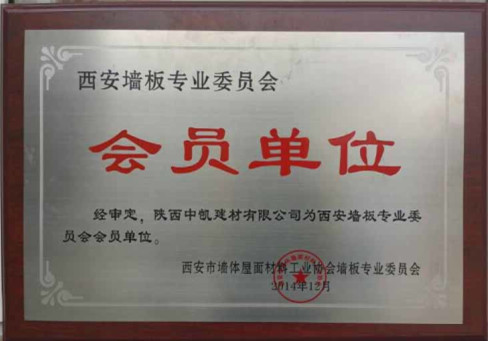 西安墙板专业委员会
会员单位
经审定，陕西中凯建材有限公司为西安墙板专业委
员会会员单位。
西安市墙体屋面材料工业协会墙板专业委员会
2014年12月